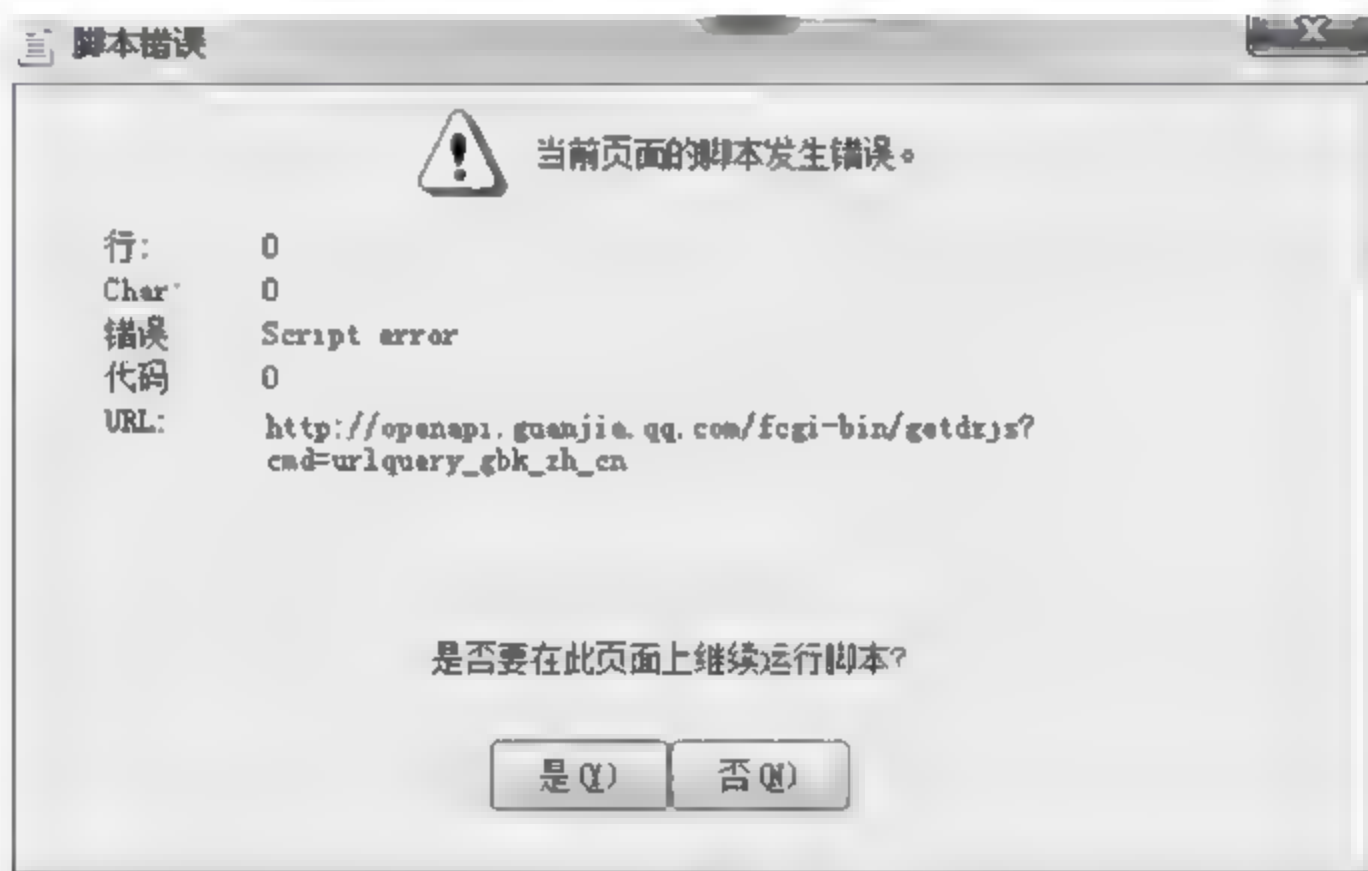 脚本错误
当前页面的脚本发生错误。
行: 0
Char: 0
错误 Script error
代码 0
URL: http://openapi.guanjia.qq.com/fcgi-bin/getdzjs?
cmd=urlquery_gbk_zh_cn
是否要在此页面上继续运行脚本?
是(Y) 否(N)